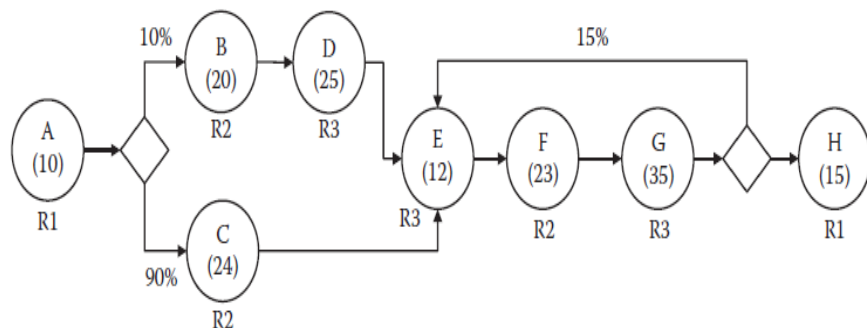 10%
B
(20)
R2
D
(25)
R3
15%
A
(10)
R1
E
(12)
R3
F
(23)
R2
G
(35)
R3
H
(15)
R1
90%
C
(24)
R2